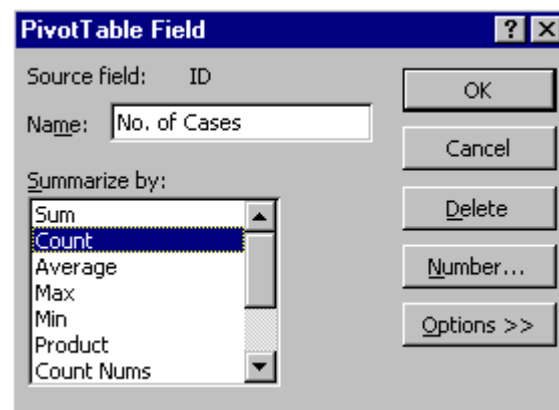 PivotTable Field
Source field: ID
Name: No. of Cases
Summarize by:
Sum
Count
Average
Max
Min
Product
Count Nums
OK
Cancel
Delete
Number...
Options >>